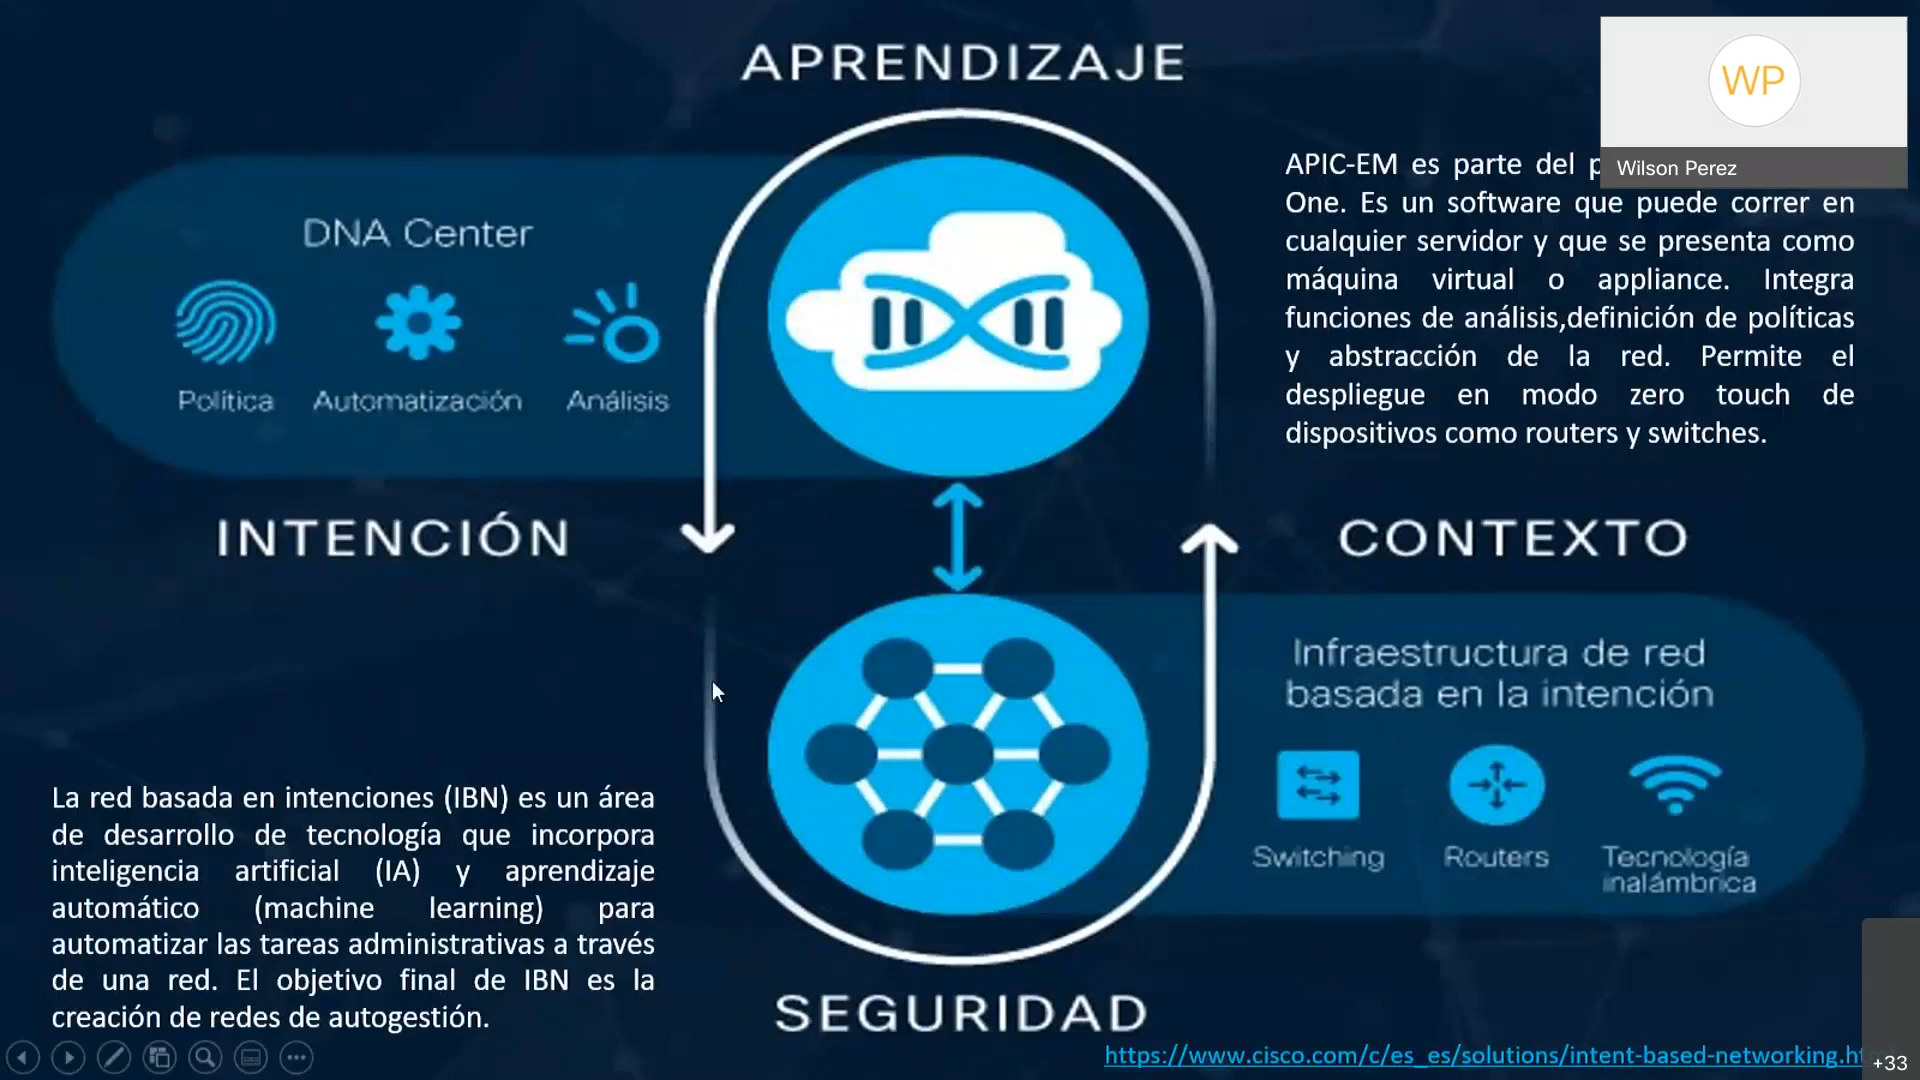 APRENDIZAJE
WP
Wilson Perez
DNA Center
Política
Automatización
Análisis
APIC-EM es parte del
One. Es un software que puede correr en
cualquier servidor y que se presenta como
máquina virtual o appliance. Integra
funciones de análisis,definición de políticas
y abstracción de la red. Permite el
despliegue en modo zero touch de
dispositivos como routers y switches.
INTENCIÓN
CONTEXTO
Infraestructura de red
basada en la intención
Switching
Routers
Tecnología
inalámbrica
La red basada en intenciones (IBN) es un área
de desarrollo de tecnología que incorpora
inteligencia artificial (IA) y aprendizaje
automático (machine learning) para
automatizar las tareas administrativas a través
de una red. El objetivo final de IBN es la
creación de redes de autogestión.
SEGURIDAD
https://www.cisco.com/c/es_es/solutions/intent-based-networking.h
+33